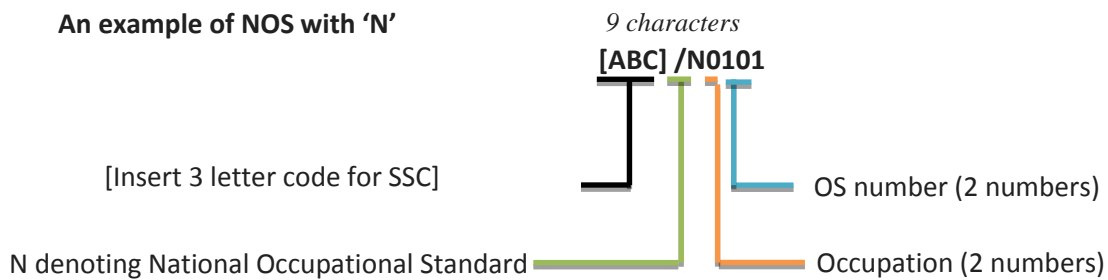 An example of NOS with ‘N’
9 characters
[ABC] /N0101
[Insert 3 letter code for SSC]
OS number (2 numbers)
N denoting National Occupational Standard
Occupation (2 numbers)